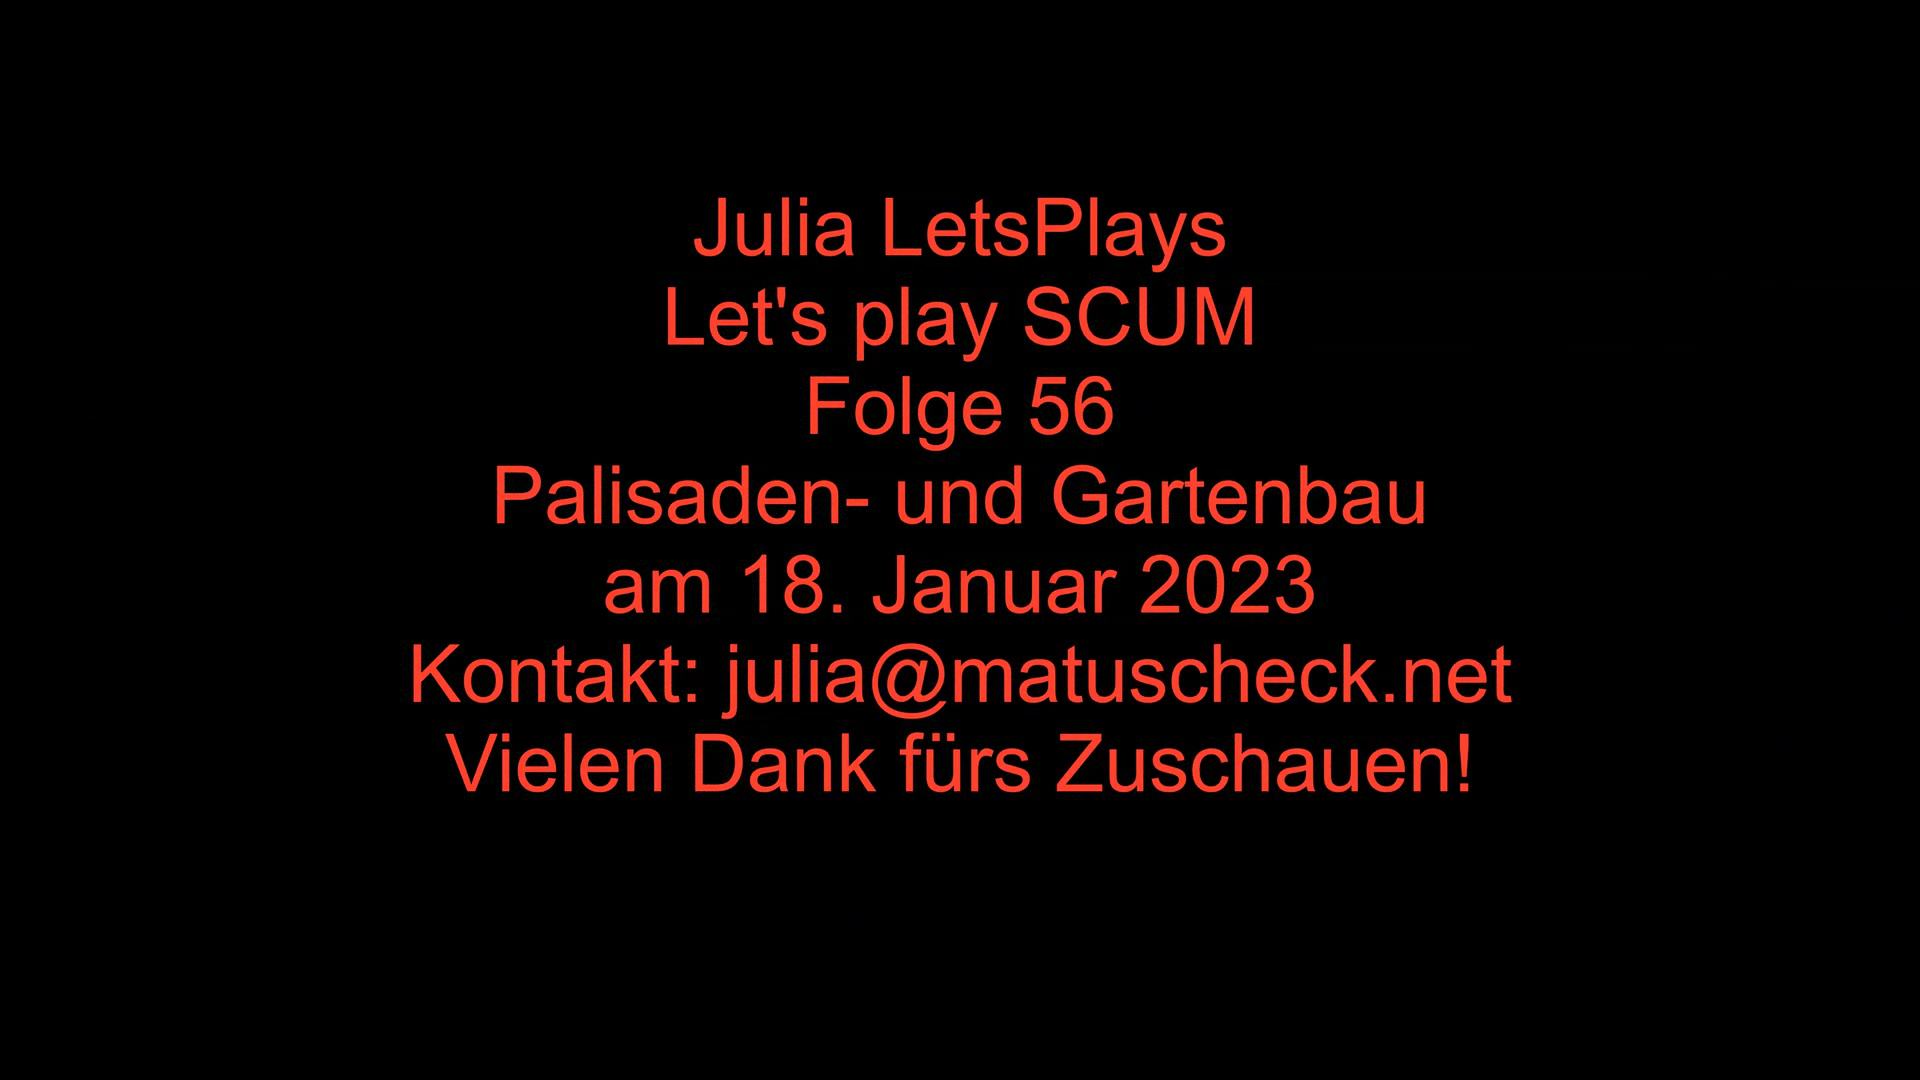 Julia LetsPlays
Let's play SCUM
Folge 56
Palisaden- und Gartenbau
am 18. Januar 2023
Kontakt: julia@matuscheck.net
Vielen Dank fürs Zuschauen!